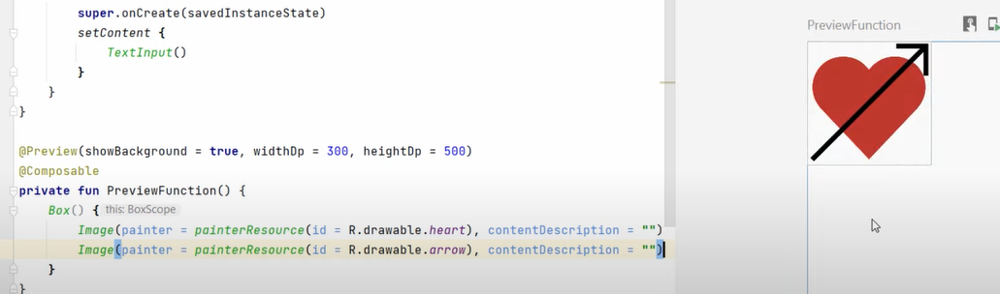 super.onCreate(savedInstanceState)
setContent {
TextInput()
}
}
}
@Preview(showBackground = true, widthDp = 300, heightDp = 500)
@Composable
private fun PreviewFunction() {
Box() { this: BoxScope
Image(painter = painterResource(id = R.drawable.heart), contentDescription = "")
Image(painter = painterResource(id = R.drawable.arrow), contentDescription = "")
}
}
PreviewFunction